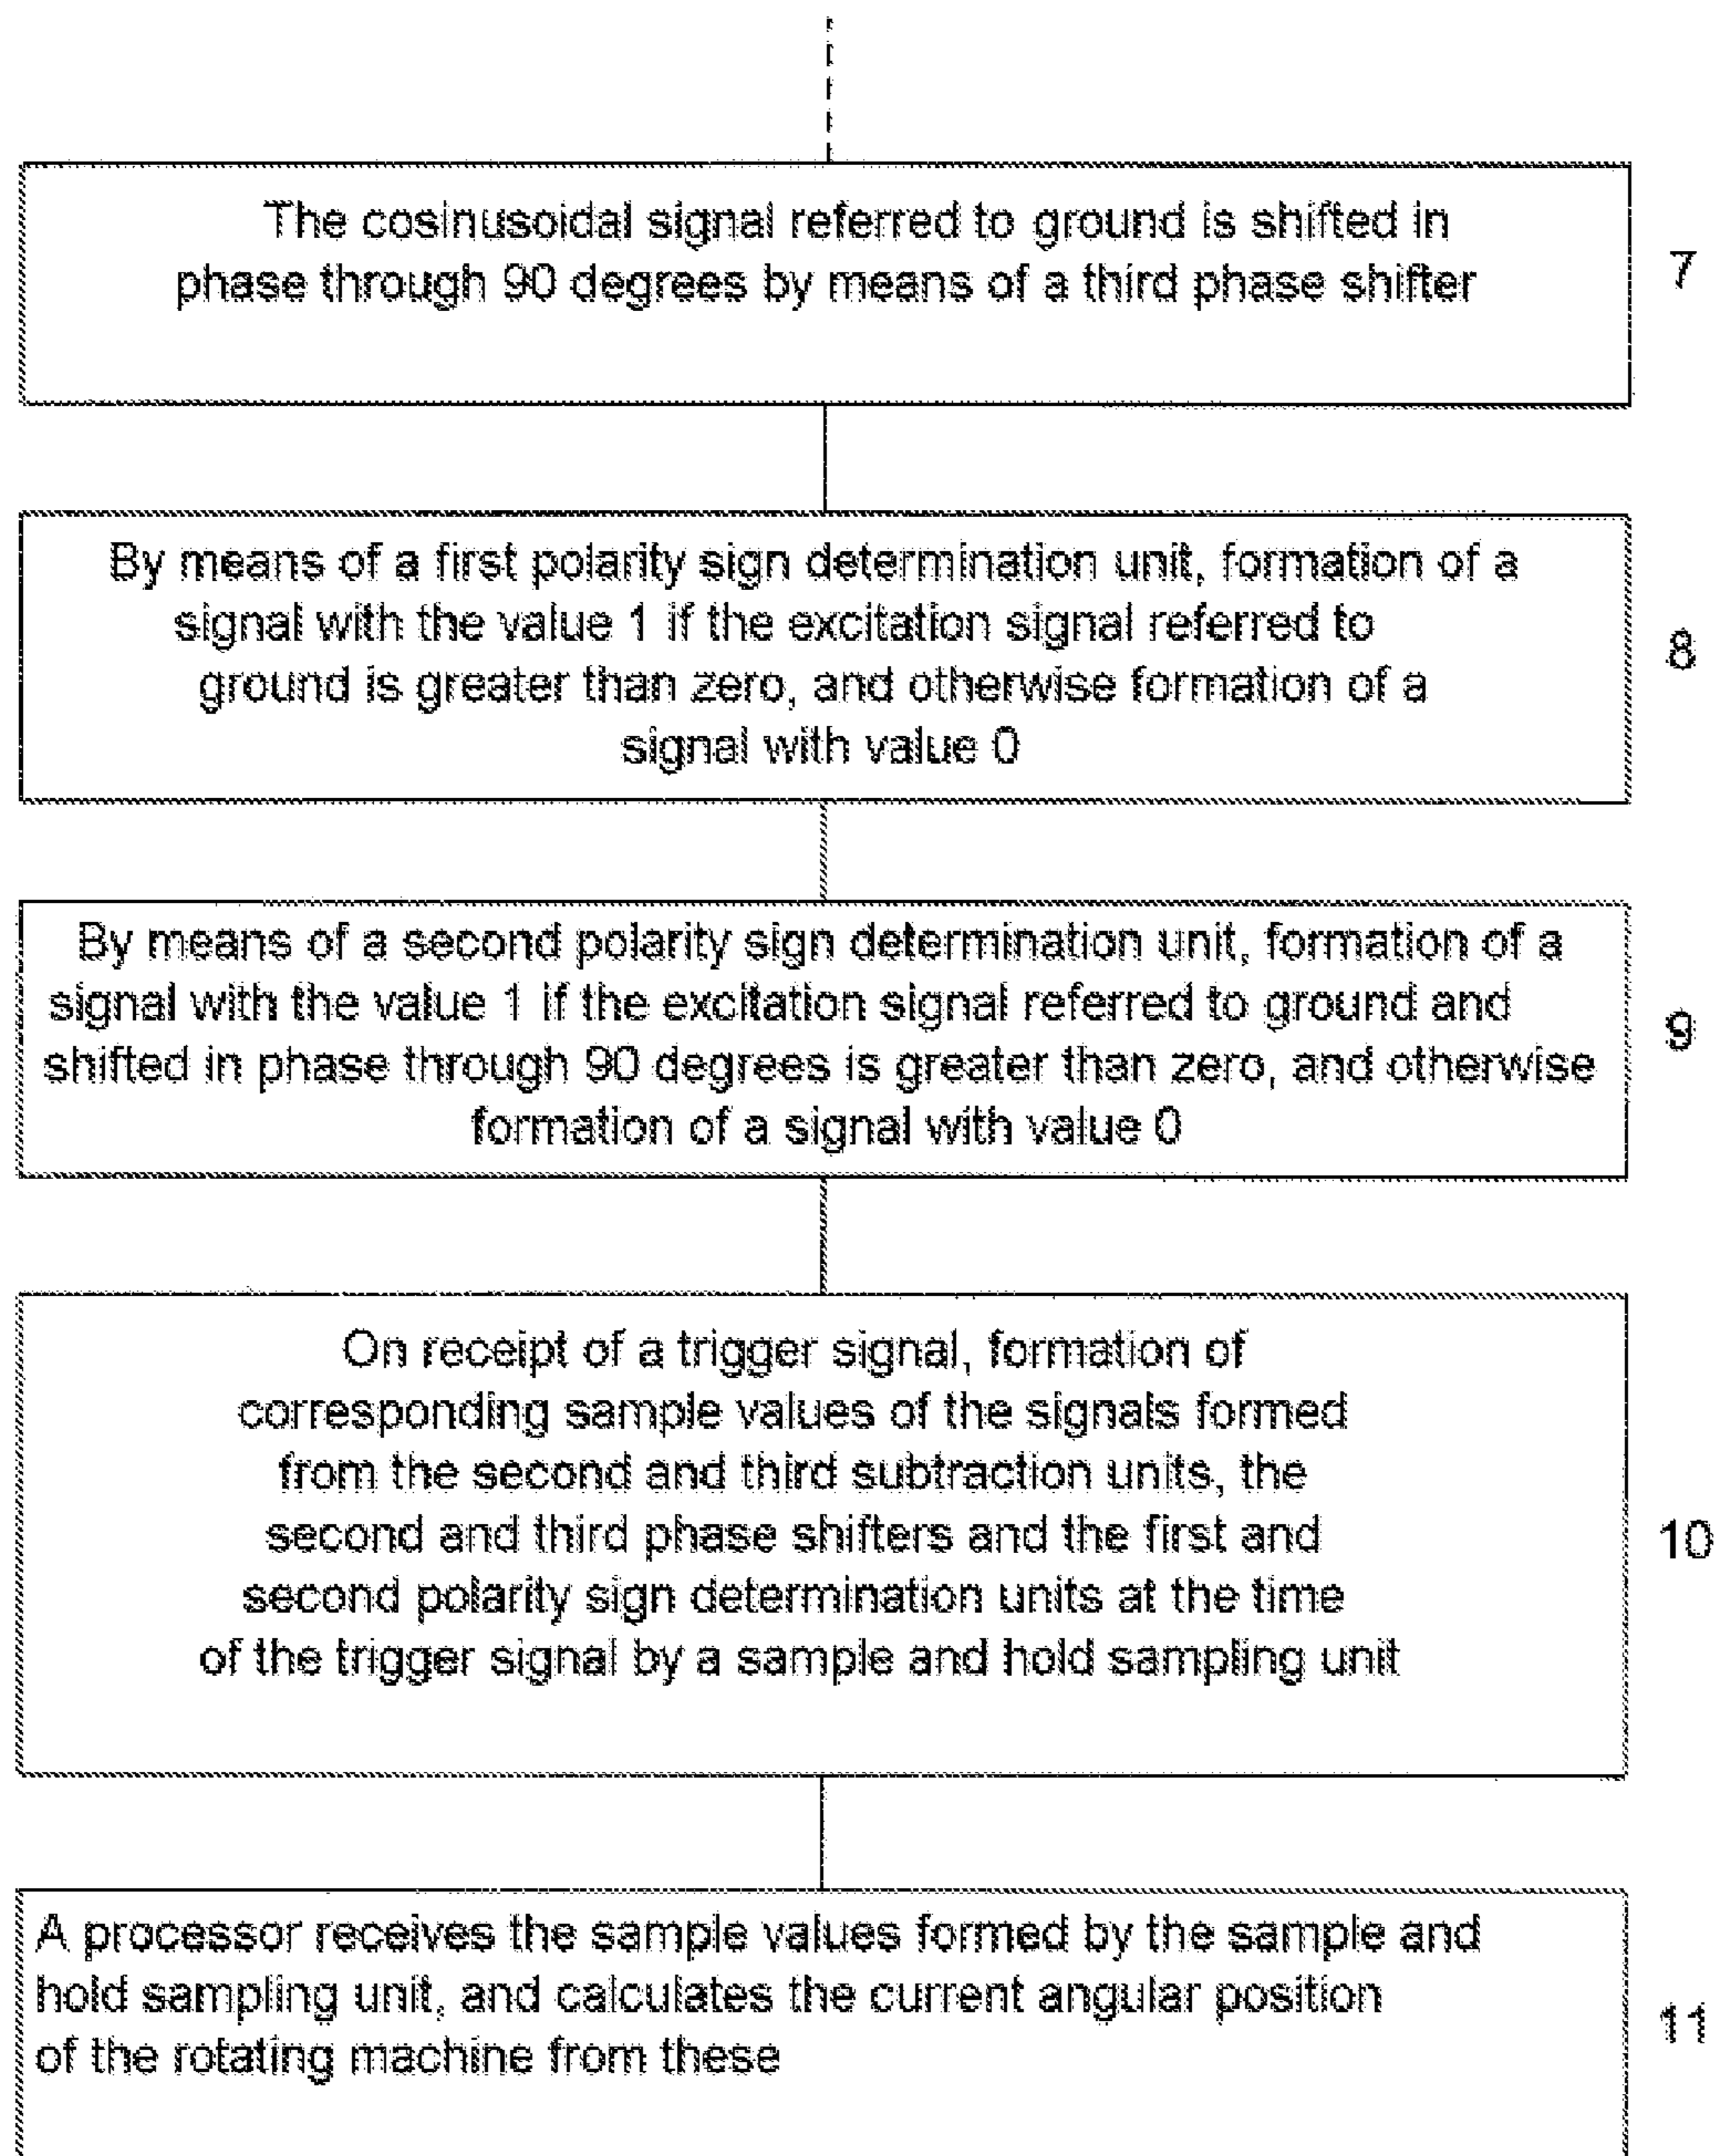 The cosinusoidal signal referred to ground is shifted in
phase through 90 degrees by means of a third phase shifter
7
By means of a first polarity sign determination unit, formation of a
signal with the value 1 if the excitation signal referred to
ground is greater than zero, and otherwise formation of a
signal with value 0
8
By means of a second polarity sign determination unit, formation of a
signal with the value 1 if the excitation signal referred to ground and
shifted in phase through 90 degrees is greater than zero, and otherwise
formation of a signal with value 0
9
On receipt of a trigger signal, formation of
corresponding sample values of the signals formed
from the second and third subtraction units, the
second and third phase shifters and the first and
second polarity sign determination units at the time
of the trigger signal by a sample and hold sampling unit
10
A processor receives the sample values formed by the sample and
hold sampling unit, and calculates the current angular position
of the rotating machine from these
11